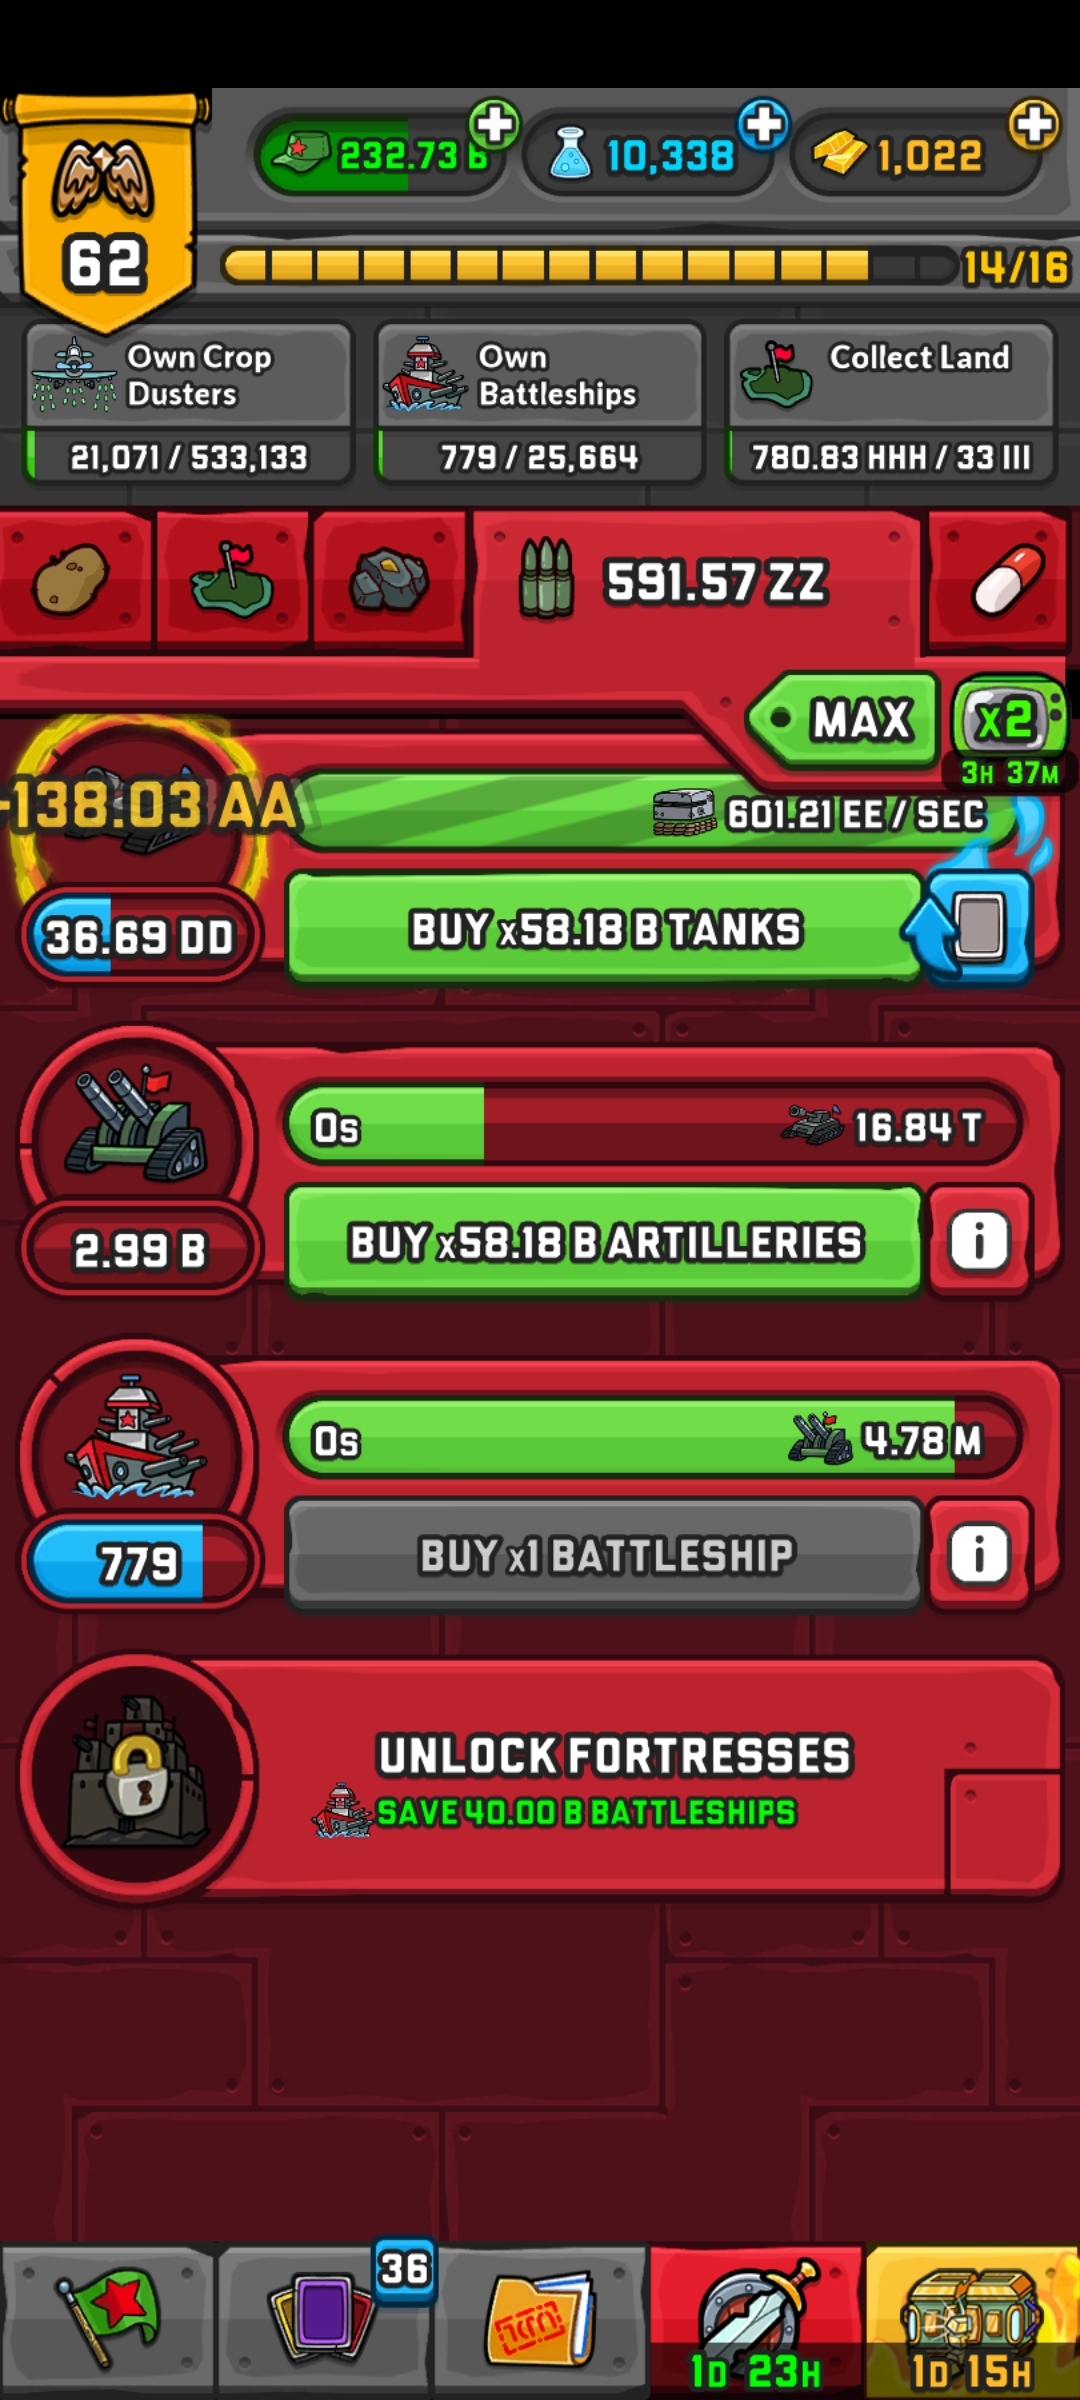 62
232.73 B
10,338
1,022
14/16
Own Crop
Dusters
21,071 / 533,133
Own
Battleships
779 / 25,664
Collect Land
780.83 HHH / 33 III
591.57 ZZ
MAX
x2
3H 37M
-138.03 AA
601.21 EE / SEC
36.69 DD
BUY x58.18 B TANKS
0s
16.84 T
2.99 B
BUY x58.18 B ARTILLERIES
i
0s
4.78 M
779
BUY x1 BATTLESHIP
i
UNLOCK FORTRESSES
SAVE 40.00 B BATTLESHIPS
36
1D 23H
1D 15H